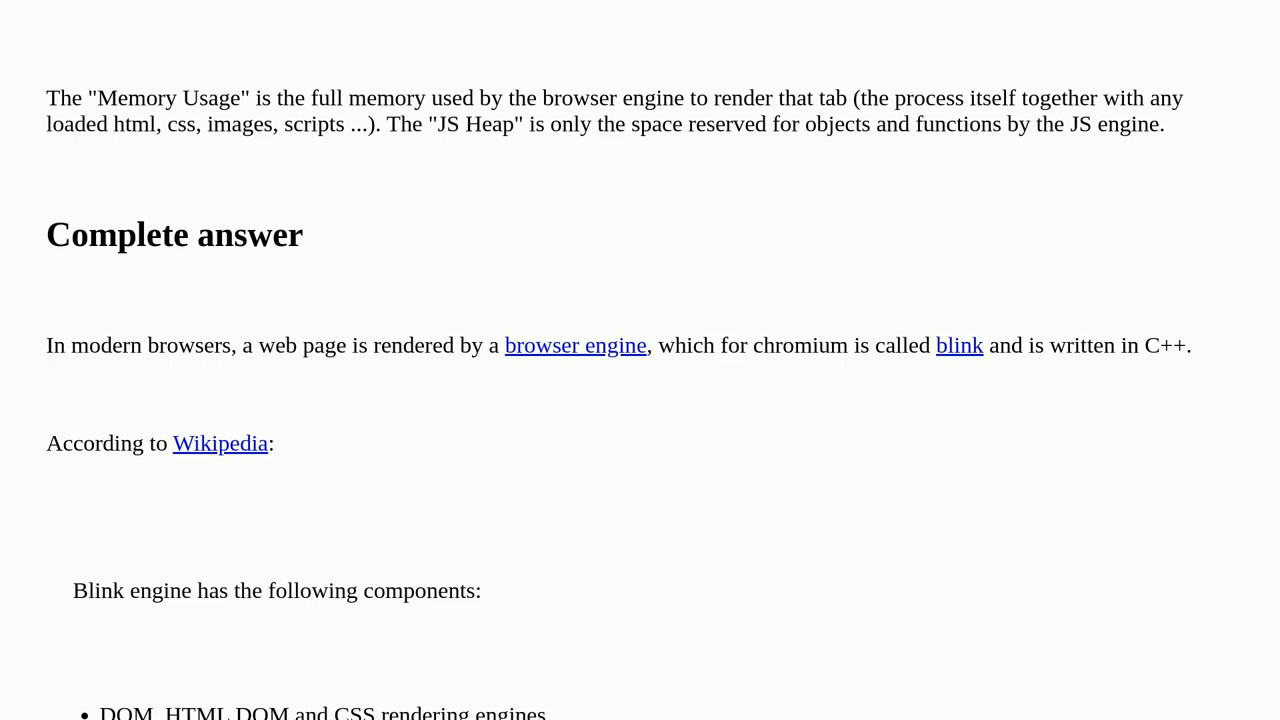 The "Memory Usage" is the full memory used by the browser engine to render that tab (the process itself together with any
loaded html, css, images, scripts ...). The "JS Heap" is only the space reserved for objects and functions by the JS engine.
Complete answer
In modern browsers, a web page is rendered by a browser engine, which for chromium is called blink and is written in C++.
According to Wikipedia:
Blink engine has the following components:
• DOM, HTML DOM and CSS rendering engines